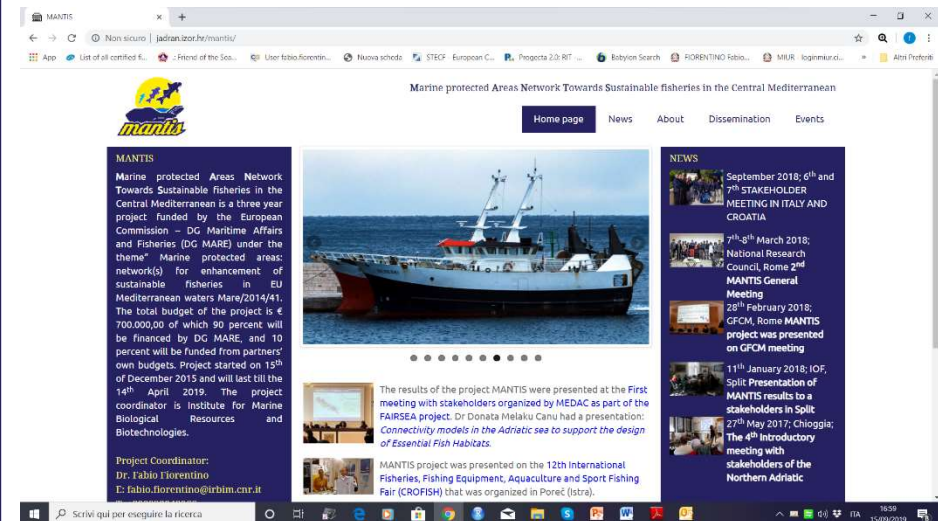 MANTIS
Non sicuro | jadran.izor.hr/mantis/
App
List of all certified fi...
.: Friend of the Sea...
User fabio.fiorentin...
Nuova scheda
STECF European C...
Progecta 2.0: RIT ...
Babylon Search
FIORENTINO Fabio...
MIUR - loginmiur.ci...
»
Altri Preferiti
Marine protected Areas Network Towards Sustainable fisheries in the Central Mediterranean
mantis
Home page
News
About
Dissemination
Events
MANTIS
Marine protected Areas Network
Towards Sustainable fisheries in the
Central Mediterranean is a three year
project funded by the European
Commission – DG Maritime Affairs
and Fisheries (DG MARE) under the
theme" Marine protected areas:
network(s) for enhancement of
sustainable fisheries in EU
Mediterranean waters Mare/2014/41.
The total budget of the project is €
700.000,00 of which 90 percent will
be financed by DG MARE, and 10
percent will be funded from partners'
own budgets. Project started on 15th
of December 2015 and will last till the
14th April 2019. The project
coordinator is Institute for Marine
Biological Resources and
Biotechnologies.
Project Coordinator:
Dr. Fabio Fiorentino
E: fabio.fiorentino@irbim.cnr.it
The results of the project MANTIS were presented at the First
meeting with stakeholders organized by MEDAC as part of the
FAIRSEA project. Dr Donata Melaku Canu had a presentation:
Connectivity models in the Adriatic sea to support the design
of Essential Fish Habitats.
MANTIS project was presented on the 12th International
Fisheries, Fishing Equipment, Aquaculture and Sport Fishing
Fair (CROFISH) that was organized in Poreč (Istra).
NEWS
September 2018; 6th and
7th STAKEHOLDER
MEETING IN ITALY AND
CROATIA
7th-8th March 2018;
National Research
Council, Rome 2nd
MANTIS General
Meeting
28th February 2018;
GFCM, Rome MANTIS
project was presented
on GFCM meeting
11th January 2018; IOF,
Split Presentation of
MANTIS results to a
stakeholders in Split
27th May 2017; Chioggia;
The 4th Introductory
meeting with
stakeholders of the
Northern Adriatic
Scrivi qui per eseguire la ricerca
ITA
16:59
15/09/2019